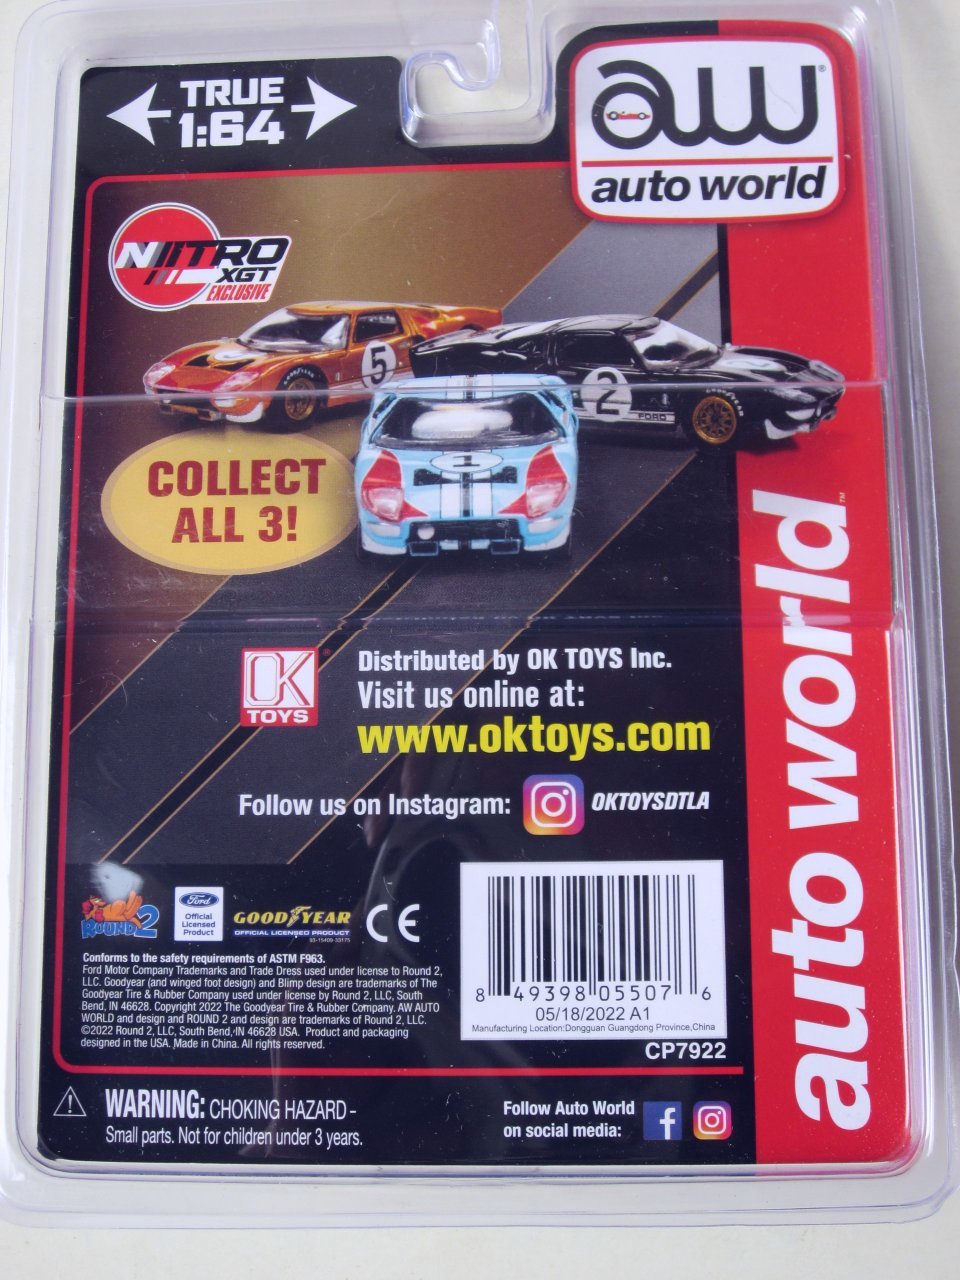 TRUE
1:64
aw®
auto world
NITRO
XGT
EXCLUSIVE
5
2
FORD
GOODYEAR
1
COLLECT
ALL 3!
auto world™
OK®
TOYS
Distributed by OK TOYS Inc.
Visit us online at:
www.oktoys.com
Follow us on Instagram: OKTOYSDTLA
ROUND 2
Ford
Official
Licensed
Product
GOODYEAR
OFFICIAL LICENSED PRODUCT
93-15409-33175
CE
Conforms to the safety requirements of ASTM F963.
Ford Motor Company Trademarks and Trade Dress used under license to Round 2,
LLC. Goodyear (and winged foot design) and Blimp design are trademarks of The
Goodyear Tire & Rubber Company used under license by Round 2, LLC, South
Bend, IN 46628. Copyright 2022 The Goodyear Tire & Rubber Company. AW AUTO
WORLD and design and ROUND 2 and design are trademarks of Round 2, LLC.
©2022 Round 2, LLC, South Bend, IN 46628 USA. Product and packaging
designed in the USA. Made in China. All rights reserved.
8 49398 05507 6
05/18/2022 A1
Manufacturing Location:Dongguan Guangdong Province,China
CP7922
WARNING: CHOKING HAZARD -
Small parts. Not for children under 3 years.
Follow Auto World
on social media: